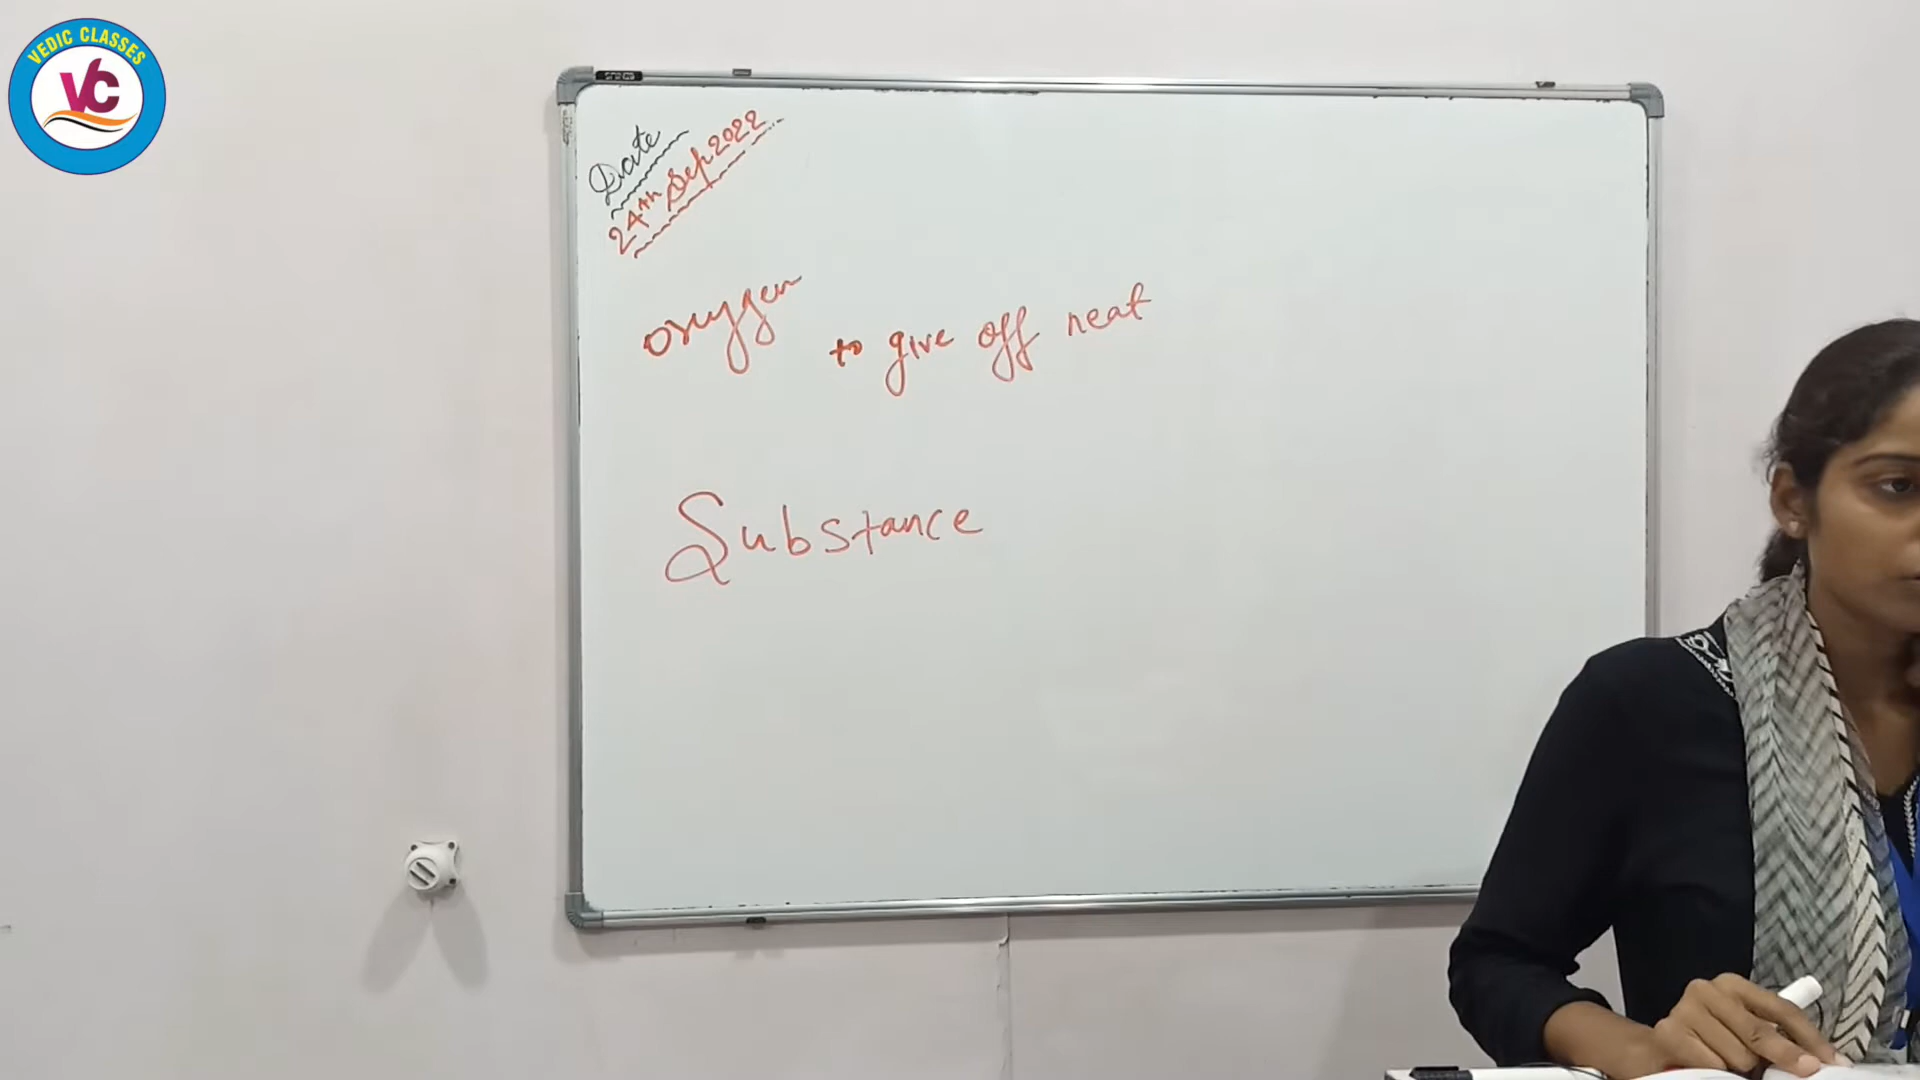 VEDIC CLASSES
VC
Date
24th Sep 2022
oxygen
to give off heat
Substance